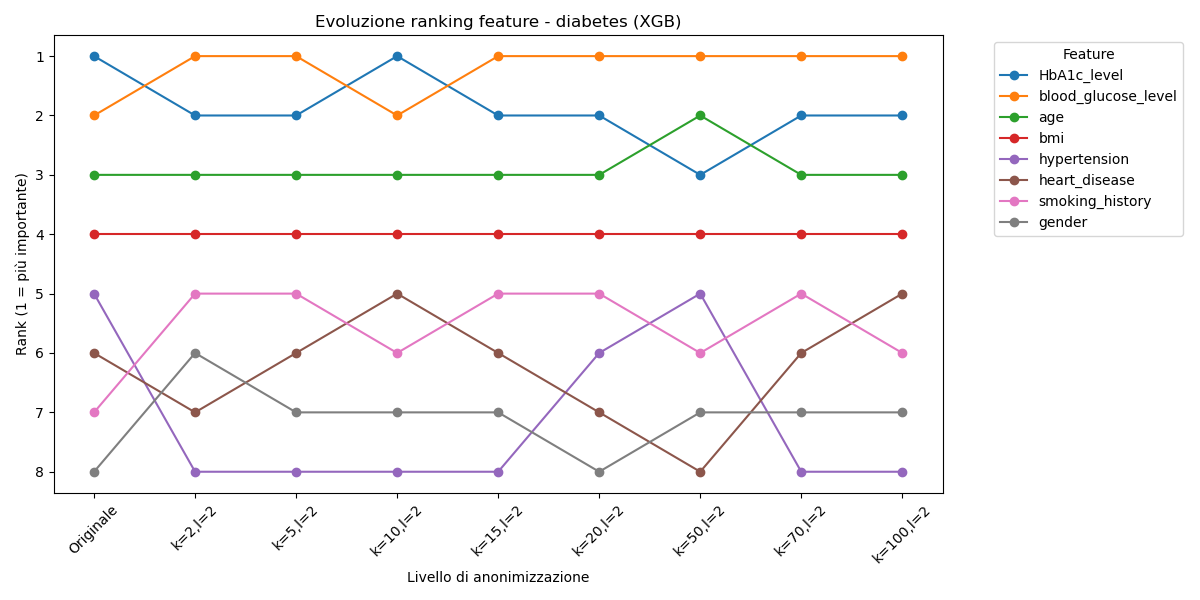 Evoluzione ranking feature - diabetes (XGB)
Rank (1 = più importante)
1
2
3
4
5
6
7
8
Originale
k=2,l=2
k=5,l=2
k=10,l=2
k=15,l=2
k=20,l=2
k=50,l=2
k=70,l=2
k=100,l=2
Livello di anonimizzazione
Feature
HbA1c_level
blood_glucose_level
age
bmi
hypertension
heart_disease
smoking_history
gender